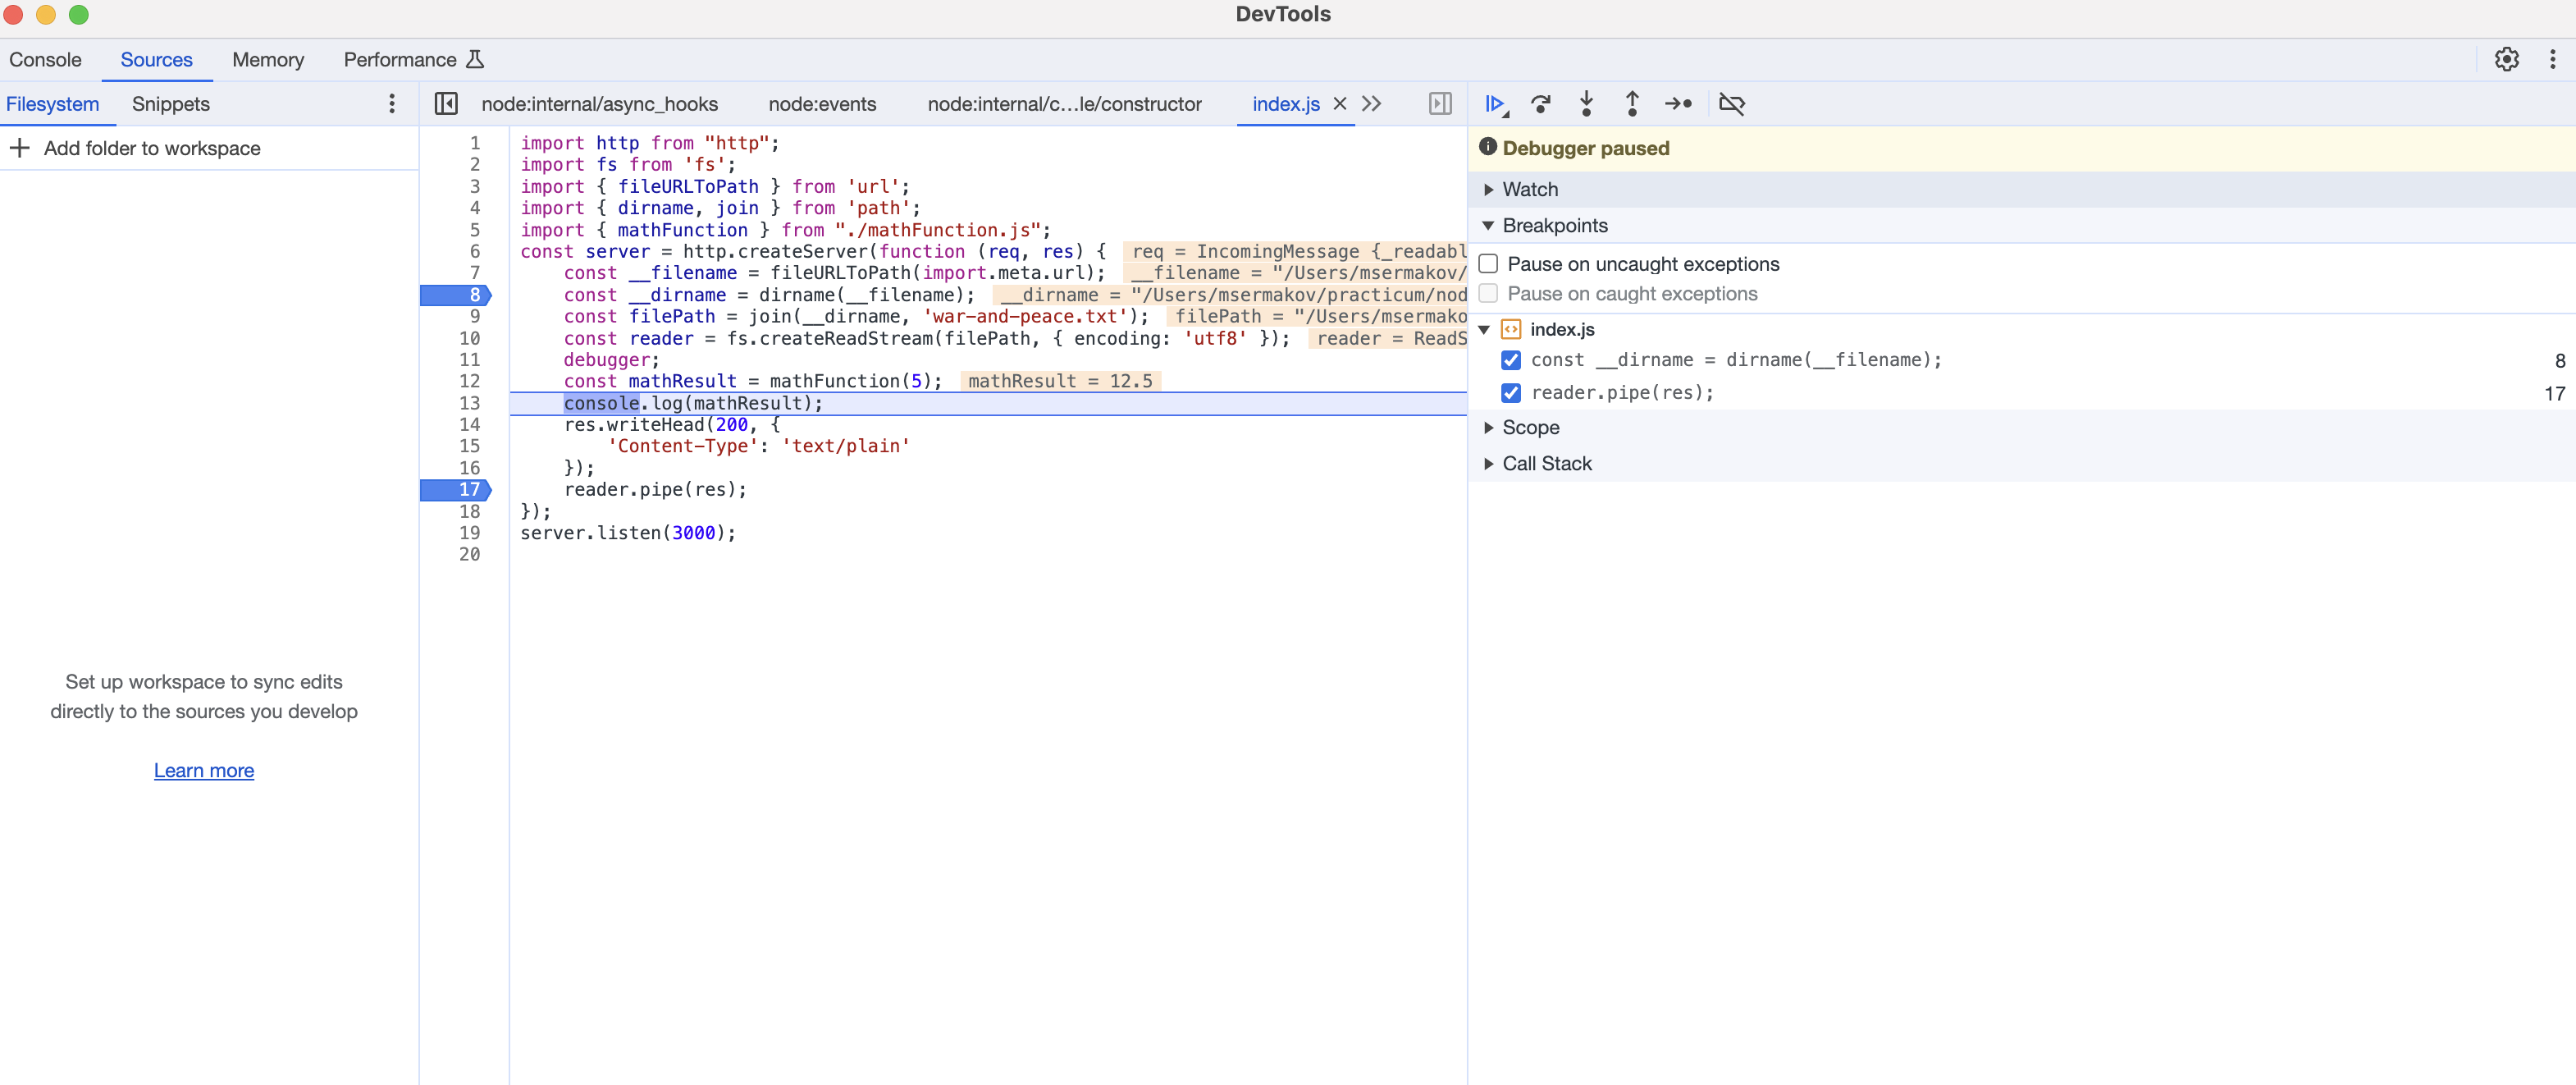 DevTools
Console Sources Memory Performance
Filesystem Snippets
Add folder to workspace
Set up workspace to sync edits
directly to the sources you develop
Learn more
node:internal/async_hooks node:events node:internal/c...le/constructor index.js
1 import http from "http";
2 import fs from 'fs';
3 import { fileURLToPath } from 'url';
4 import { dirname, join } from 'path';
5 import { mathFunction } from "./mathFunction.js";
6 const server = http.createServer(function (req, res) { req = IncomingMessage {_readabl
7 const __filename = fileURLToPath(import.meta.url); __filename = "/Users/msermakov/
8 const __dirname = dirname(__filename); __dirname = "/Users/msermakov/practicum/nod
9 const filePath = join(__dirname, 'war-and-peace.txt'); filePath = "/Users/msermako
10 const reader = fs.createReadStream(filePath, { encoding: 'utf8' }); reader = ReadS
11 debugger;
12 const mathResult = mathFunction(5); mathResult = 12.5
13 console.log(mathResult);
14 res.writeHead(200, {
15 'Content-Type': 'text/plain'
16 });
17 reader.pipe(res);
18 });
19 server.listen(3000);
20
Debugger paused
Watch
Breakpoints
Pause on uncaught exceptions
Pause on caught exceptions
index.js
const __dirname = dirname(__filename); 8
reader.pipe(res); 17
Scope
Call Stack